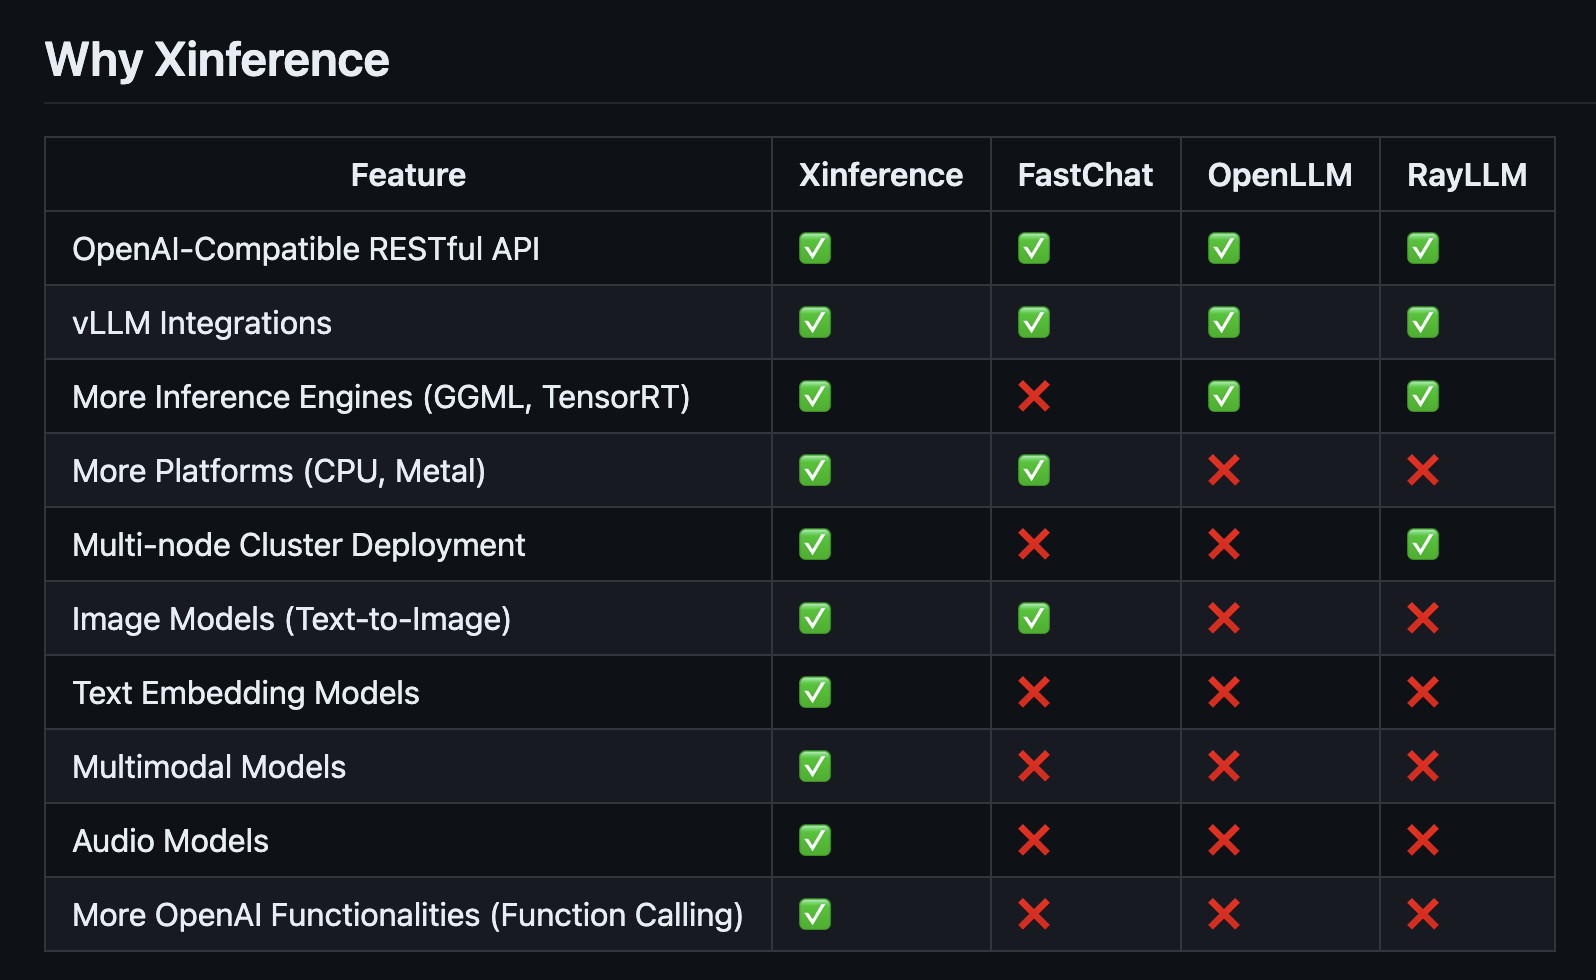 Why Xinference
Feature Xinference FastChat OpenLLM RayLLM
OpenAI-Compatible RESTful API ✅ ✅ ✅ ✅
vLLM Integrations ✅ ✅ ✅ ✅
More Inference Engines (GGML, TensorRT) ✅ ❌ ✅ ✅
More Platforms (CPU, Metal) ✅ ✅ ❌ ❌
Multi-node Cluster Deployment ✅ ❌ ❌ ✅
Image Models (Text-to-Image) ✅ ✅ ❌ ❌
Text Embedding Models ✅ ❌ ❌ ❌
Multimodal Models ✅ ❌ ❌ ❌
Audio Models ✅ ❌ ❌ ❌
More OpenAI Functionalities (Function Calling) ✅ ❌ ❌ ❌